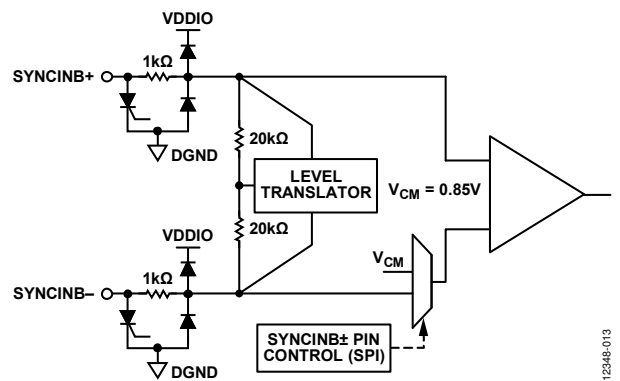 VDDIO
1kΩ
SYNCINB+
DGND
20kΩ
LEVEL
TRANSLATOR
VCM = 0.85V
20kΩ
VDDIO
1kΩ
SYNCINB–
DGND
VCM
SYNCINB± PIN
CONTROL (SPI)
12348-013